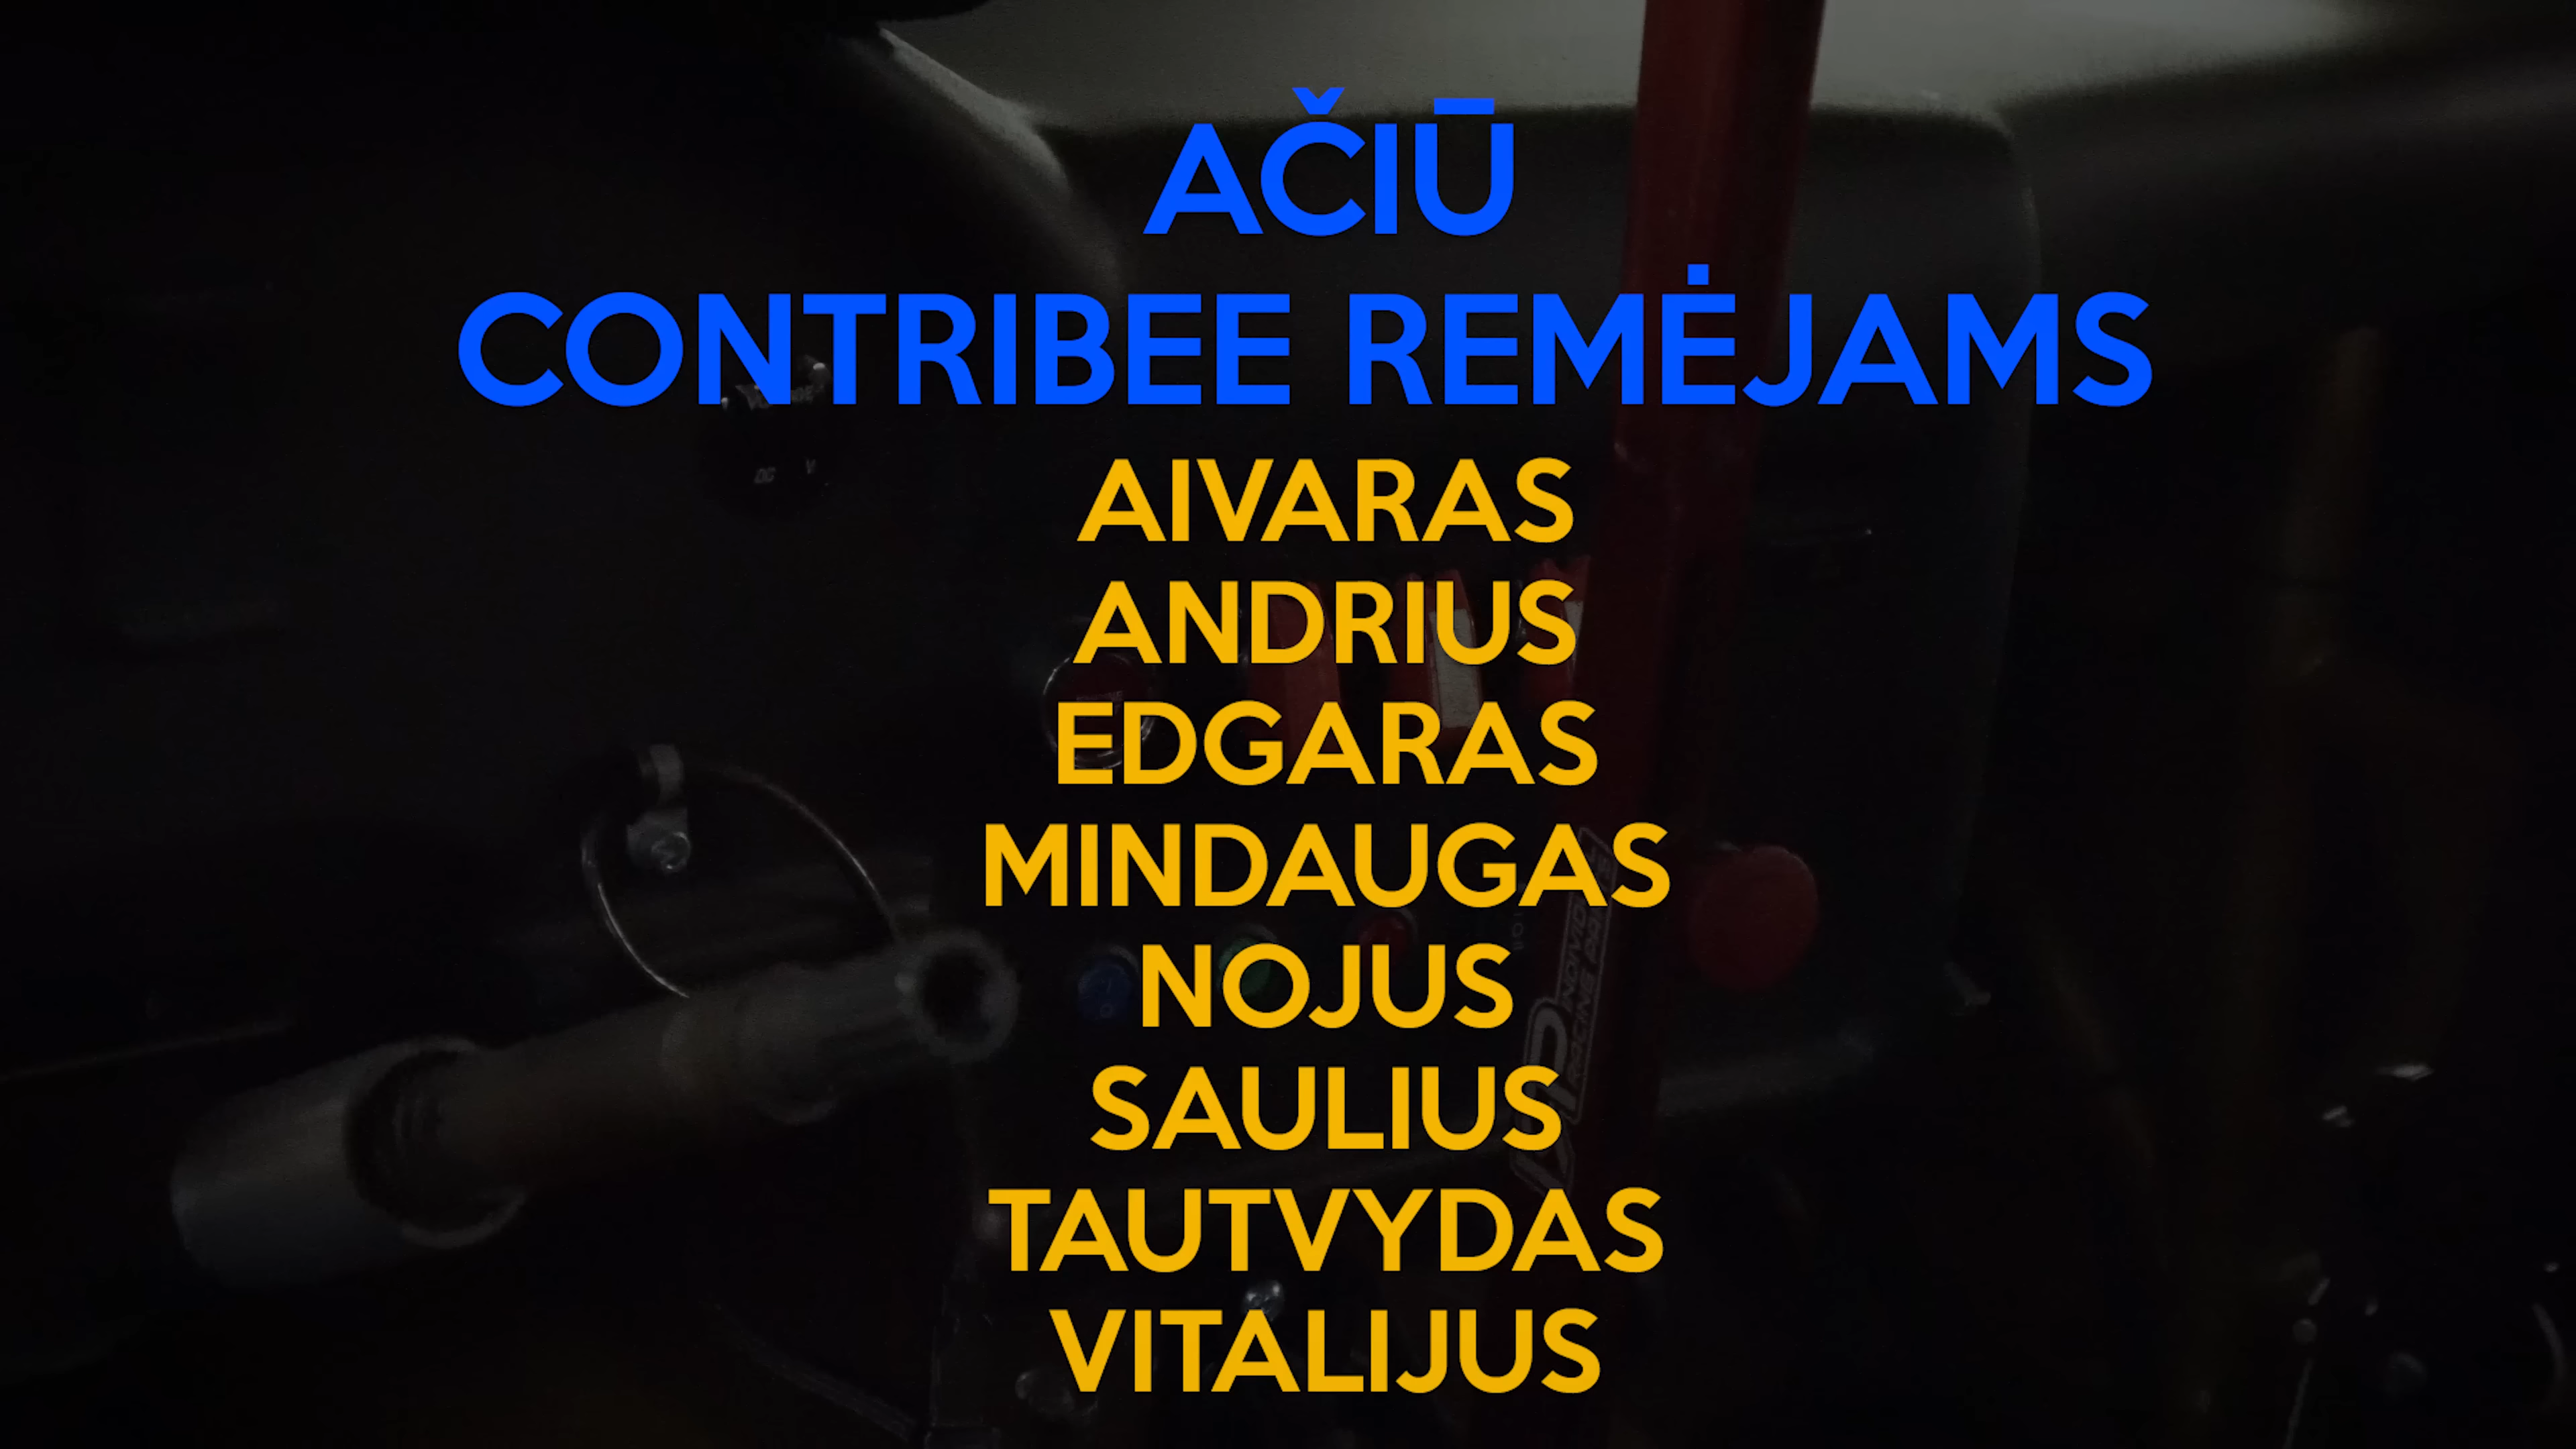 AČIŪ
CONTRIBEE REMĖJAMS
AIVARAS
ANDRIUS
EDGARAS
MINDAUGAS
NOJUS
SAULIUS
TAUTVYDAS
VITALIJUS